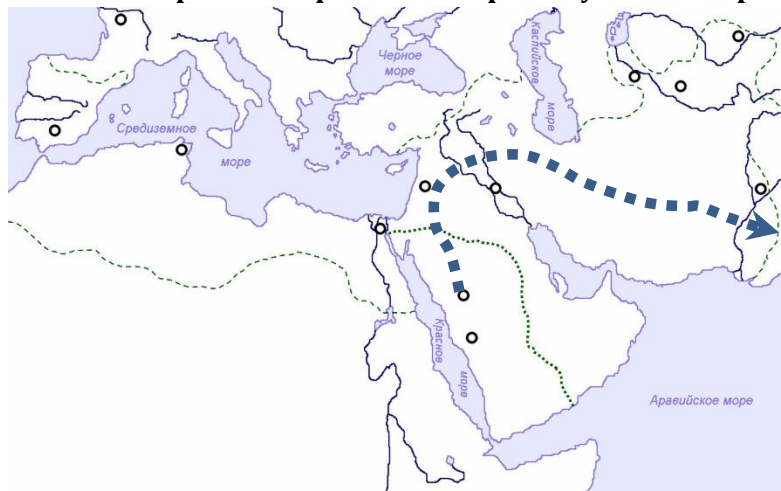 Черное
море
Каспийское
море
Средиземное
море
Красное
море
Аравийское море